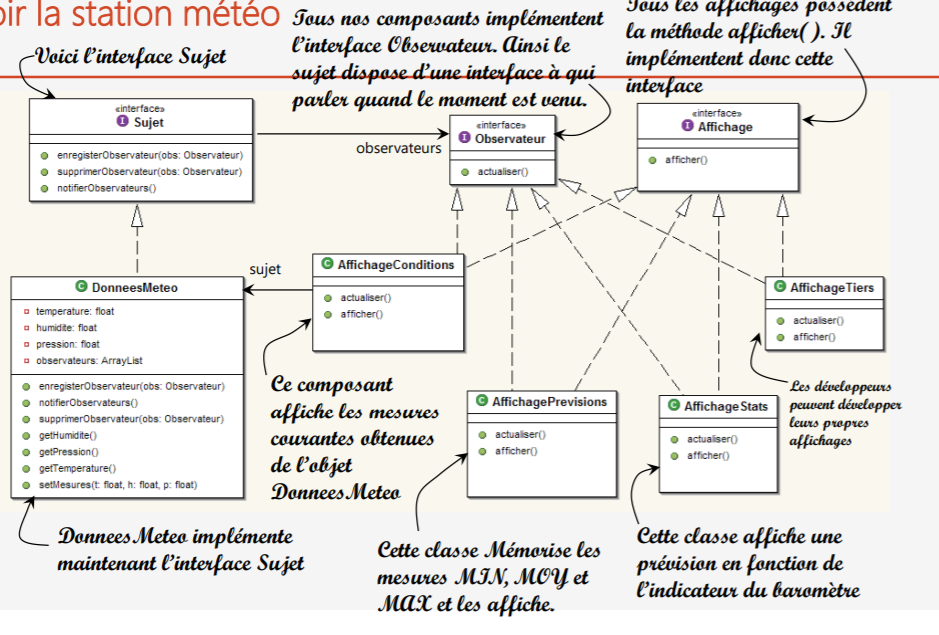 oir la station météo
Voici l'interface Sujet
Tous nos composants implémentent
l'interface Observateur. Ainsi le
sujet dispose d'une interface à qui
parler quand le moment est venu.
Tous les affichages possèdent
la méthode afficher( ). Il
implémentent donc cette
interface
«interface»
I Sujet
enregisterObservateur(obs: Observateur)
supprimerObservateur(obs: Observateur)
notifierObservateurs()
observateurs
«interface»
I Observateur
actualiser()
«interface»
I Affichage
afficher()
C DonneesMeteo
temperature: float
humidite: float
pression: float
observateurs: ArrayList
enregisterObservateur(obs: Observateur)
notifierObservateurs()
supprimerObservateur(obs: Observateur)
getHumidite()
getPression()
getTemperature()
setMesures(t: float, h: float, p: float)
sujet
C AffichageConditions
actualiser()
afficher()
C AffichageTiers
actualiser()
afficher()
C AffichagePrevisions
actualiser()
afficher()
C AffichageStats
actualiser()
afficher()
Ce composant
affiche les mesures
courantes obtenues
de l'objet
DonneesMeteo
Les développeurs
peuvent développer
leurs propres
affichages
DonneesMeteo implémente
maintenant l'interface Sujet
Cette classe Mémorise les
mesures MIN, MOY et
MAX et les affiche.
Cette classe affiche une
prévision en fonction de
l'indicateur du baromètre